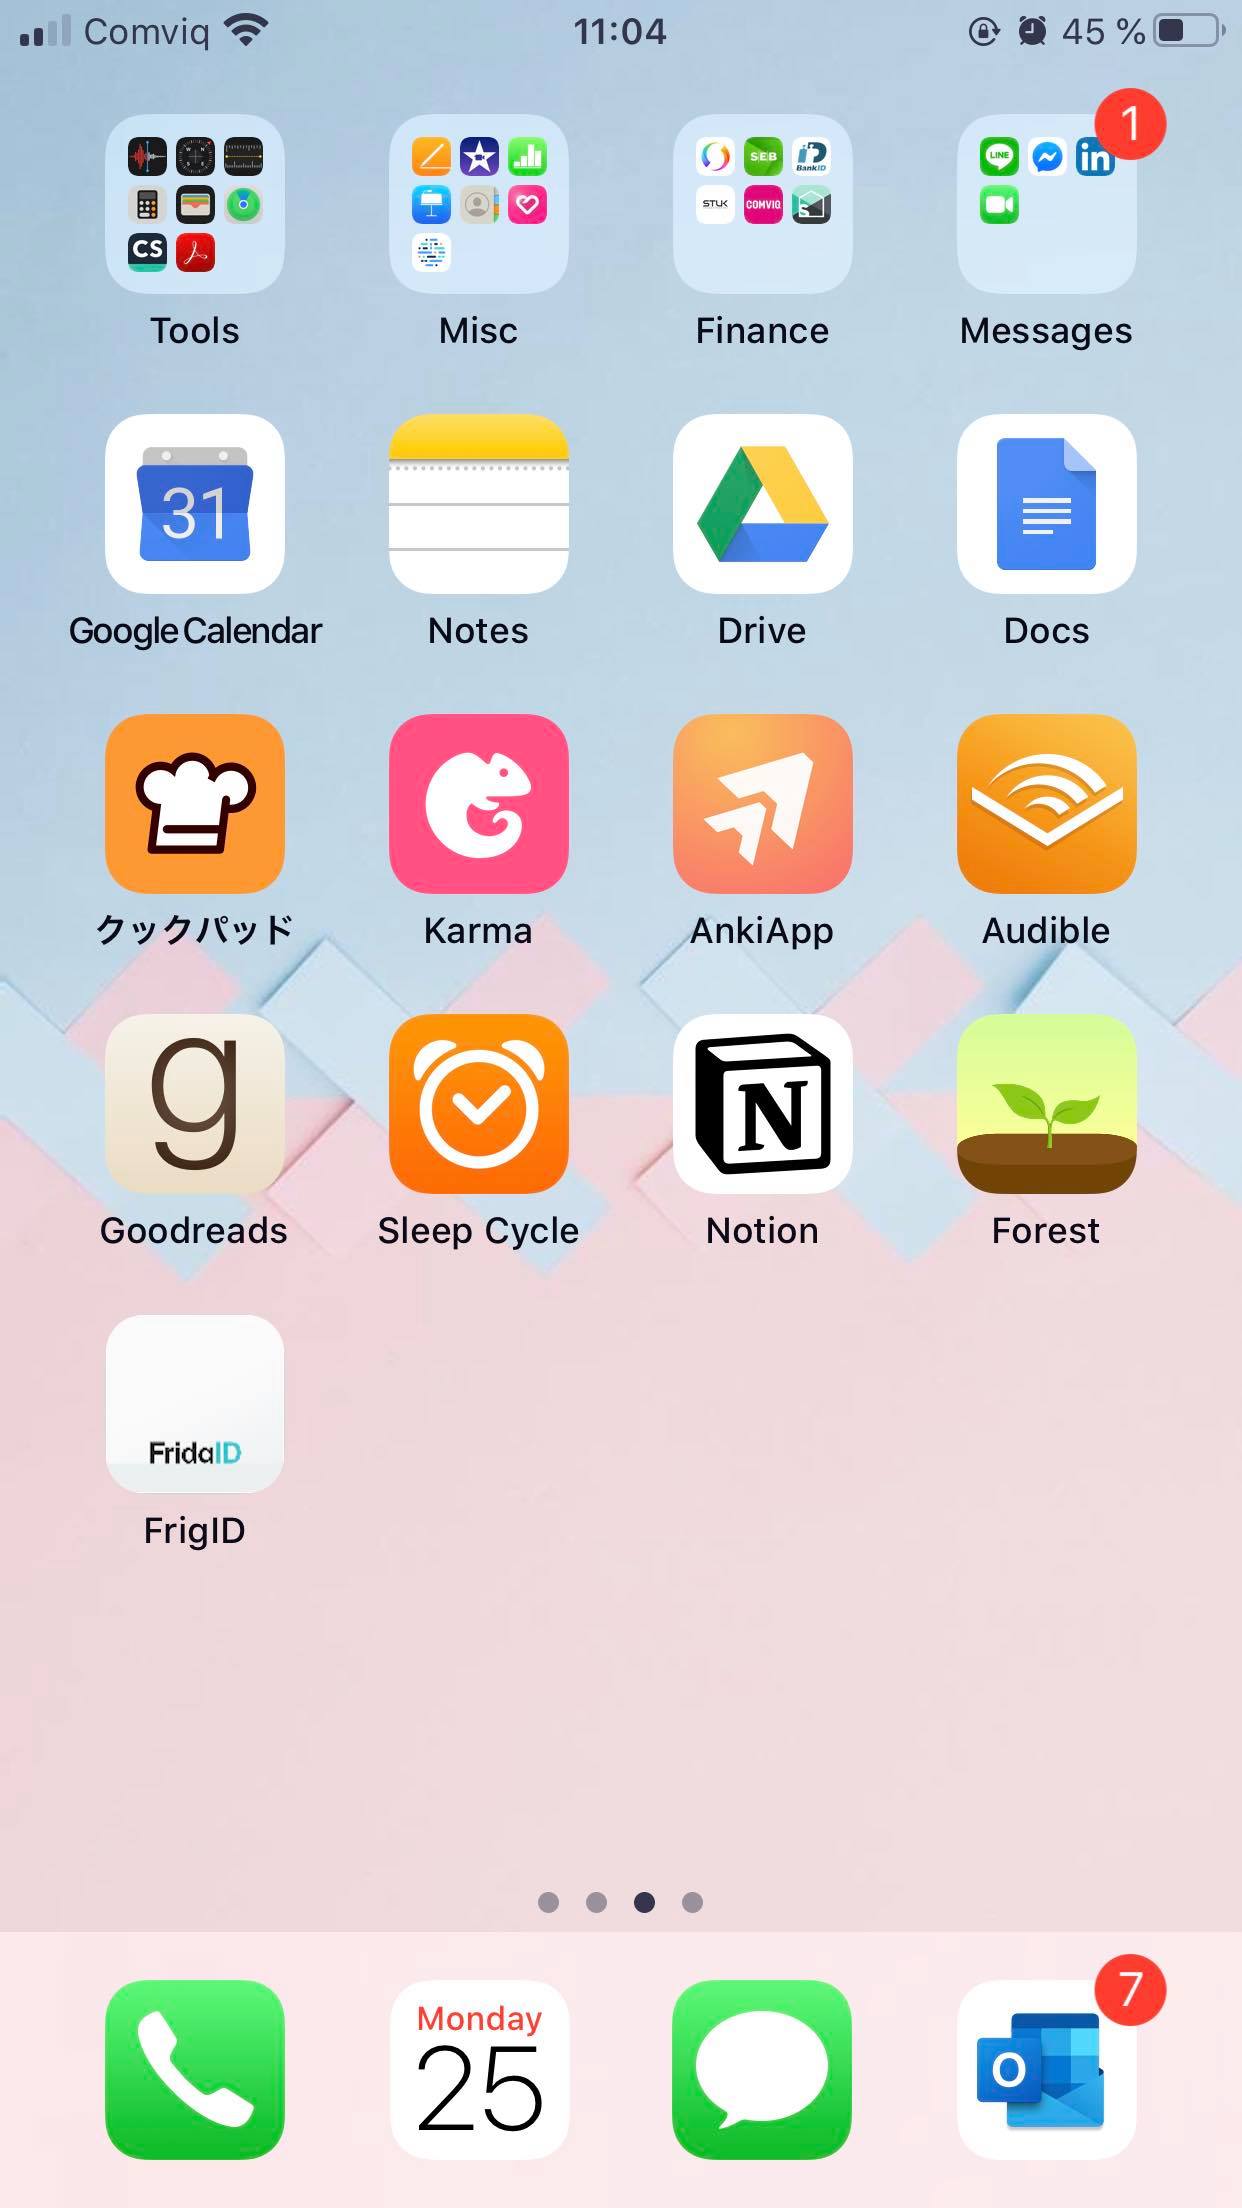 Comviq 11:04 45 %
SEB BankID LINE in
STUK COMVIQ
CS S
Tools Misc Finance Messages
1
31
Google Calendar Notes Drive Docs
クックパッド Karma AnkiApp Audible
g N
Goodreads Sleep Cycle Notion Forest
FridaID
FrigID
Monday
25
O
7